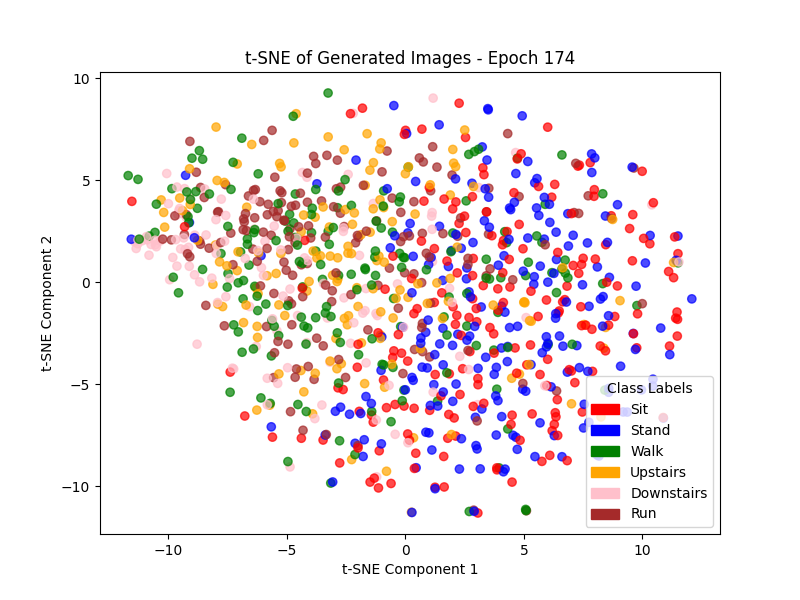 t-SNE of Generated Images - Epoch 174
10
5
0
−5
−10
t-SNE Component 2
−10
−5
0
5
10
t-SNE Component 1
Class Labels
Sit
Stand
Walk
Upstairs
Downstairs
Run